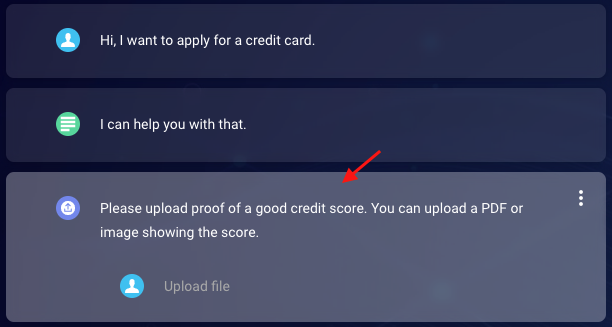 Hi, I want to apply for a credit card.
I can help you with that.
Please upload proof of a good credit score. You can upload a PDF or
image showing the score.
Upload file